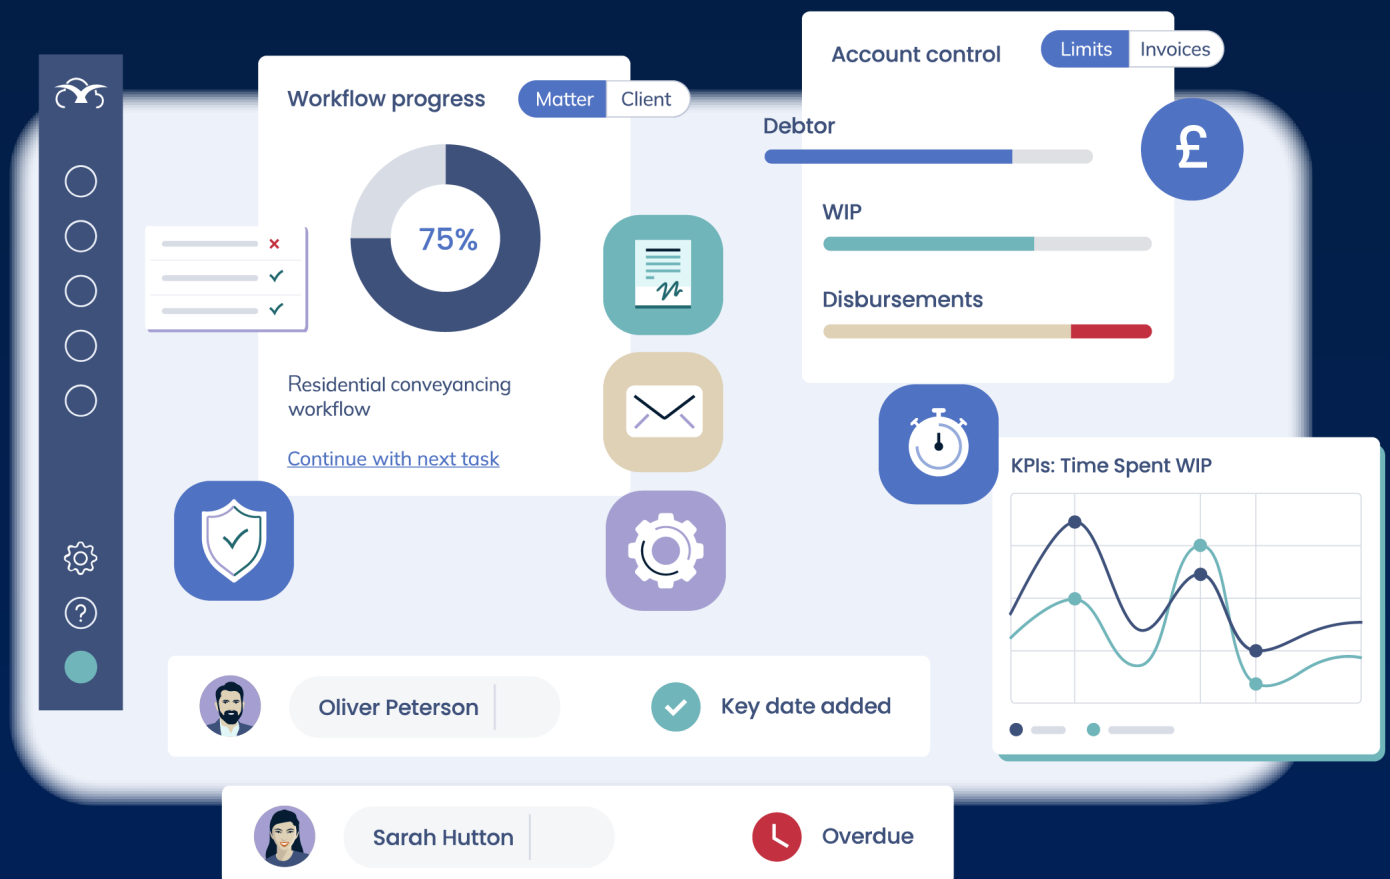 Workflow progress
Matter
Client
75%
Residential conveyancing
workflow
Continue with next task
Account control
Limits
Invoices
Debtor
£
WIP
Disbursements
KPIs: Time Spent WIP
?
Oliver Peterson
Key date added
Sarah Hutton
Overdue